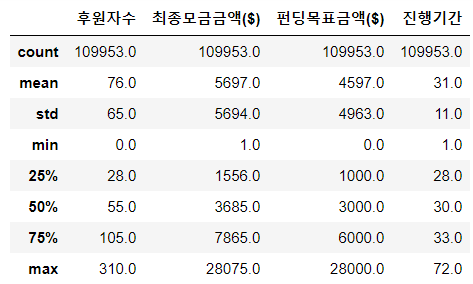 후원자수 최종모금금액($) 펀딩목표금액($) 진행기간
count 109953.0 109953.0 109953.0 109953.0
mean 76.0 5697.0 4597.0 31.0
std 65.0 5694.0 4963.0 11.0
min 0.0 1.0 0.0 1.0
25% 28.0 1556.0 1000.0 28.0
50% 55.0 3685.0 3000.0 30.0
75% 105.0 7865.0 6000.0 33.0
max 310.0 28075.0 28000.0 72.0